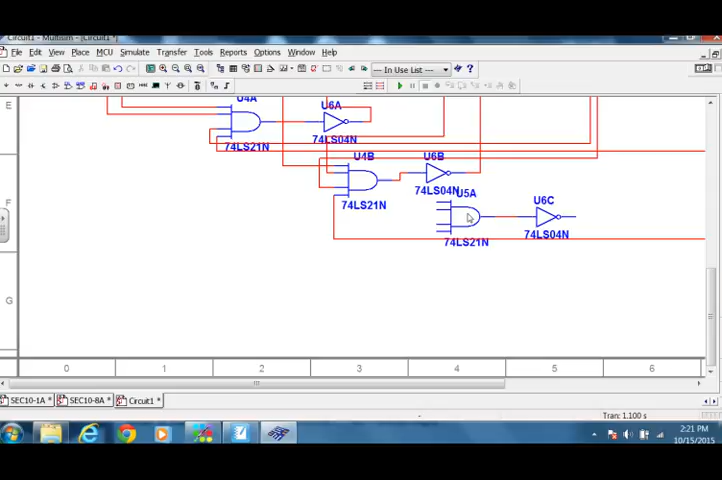 Circuit1 - Multisim - [Circuit1 *]
File Edit View Place MCU Simulate Transfer Tools Reports Options Window Help
--- In Use List ---
E
U4A
U6A
74LS21N
74LS04N
U4B
U6B
74LS21N
74LS04N
F
U5A
U6C
74LS21N
74LS04N
G
0 1 2 3 4 5 6
SEC10-1A * SEC10-8A * Circuit1 *
Tran: 1.100 s
2:21 PM
10/15/2015